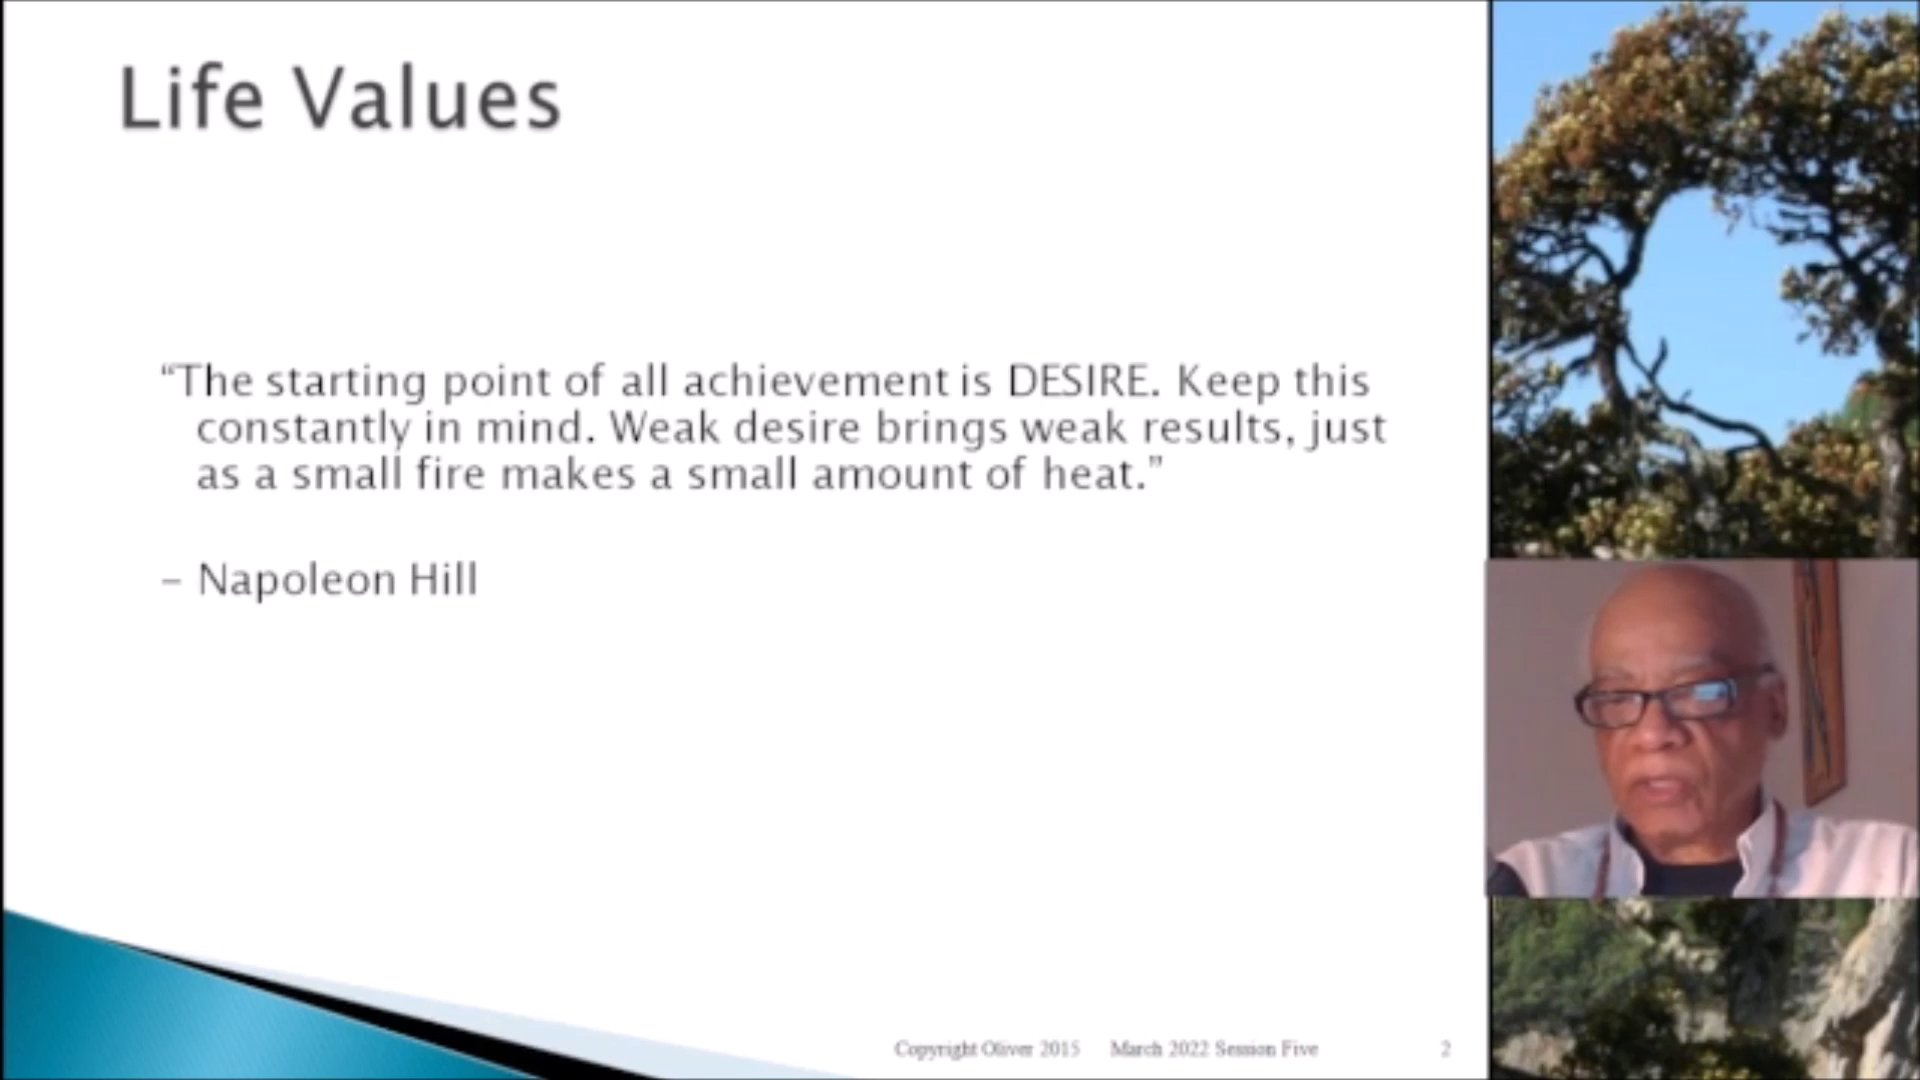 Life Values
“The starting point of all achievement is DESIRE. Keep this
constantly in mind. Weak desire brings weak results, just
as a small fire makes a small amount of heat.”
– Napoleon Hill
Copyright Oliver 2015 March 2022 Session Five 2